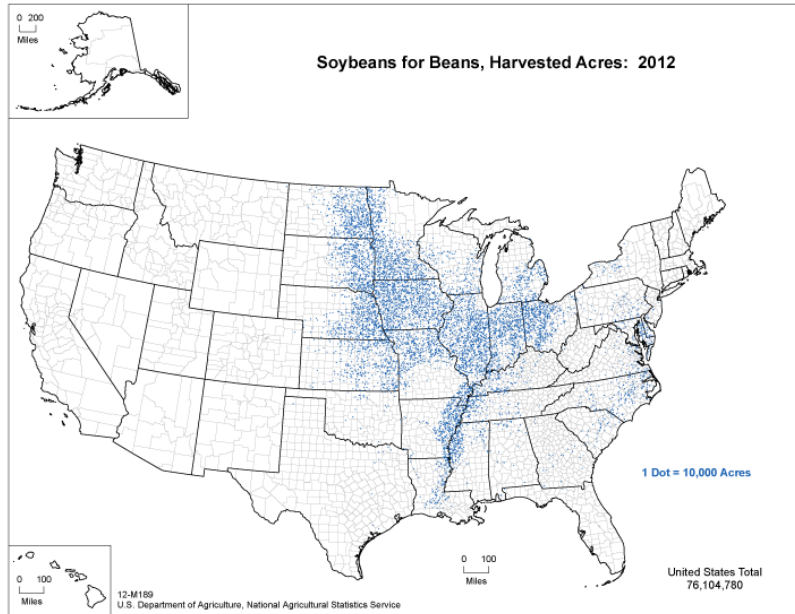 0 200
Miles
Soybeans for Beans, Harvested Acres: 2012
1 Dot = 10,000 Acres
0 100
Miles
0 100
Miles
United States Total
76,104,780
12-M189
U.S. Department of Agriculture, National Agricultural Statistics Service